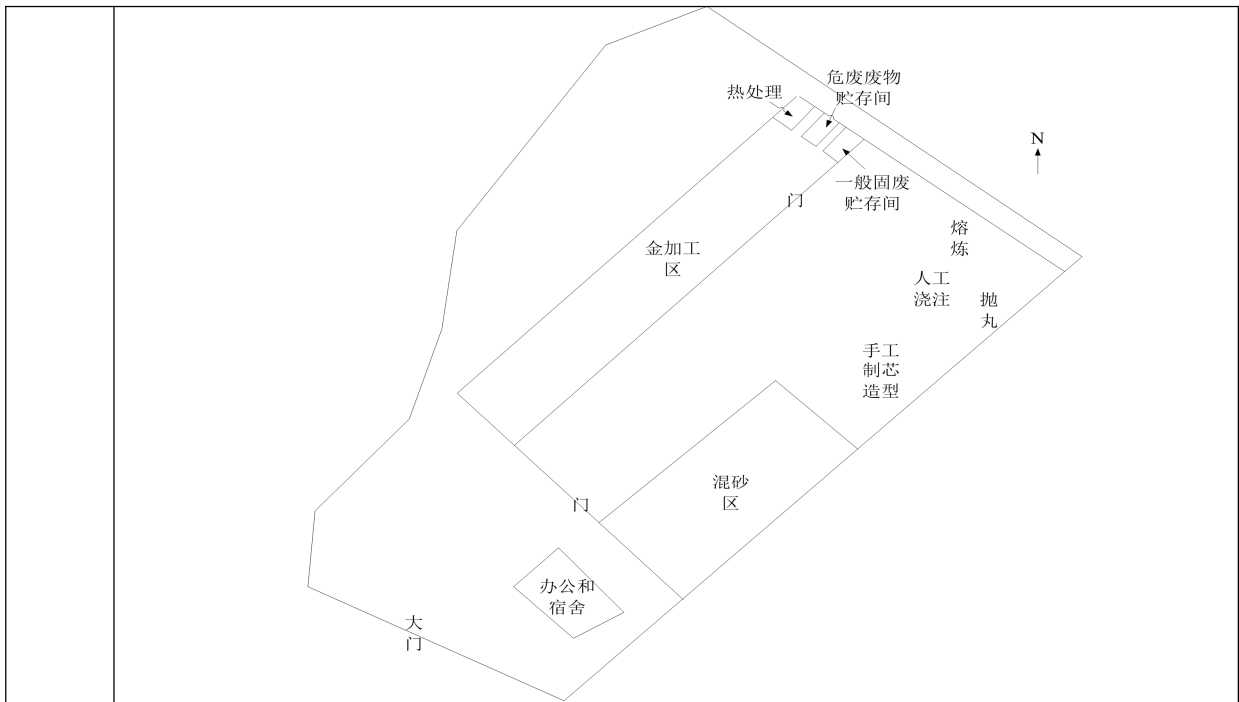 危废废物
贮存间
热处理
N
一般固废
贮存间
门
熔
炼
金加工
区
人工
浇注
抛
丸
手工
制芯
造型
混砂
区
门
办公和
宿舍
大
门